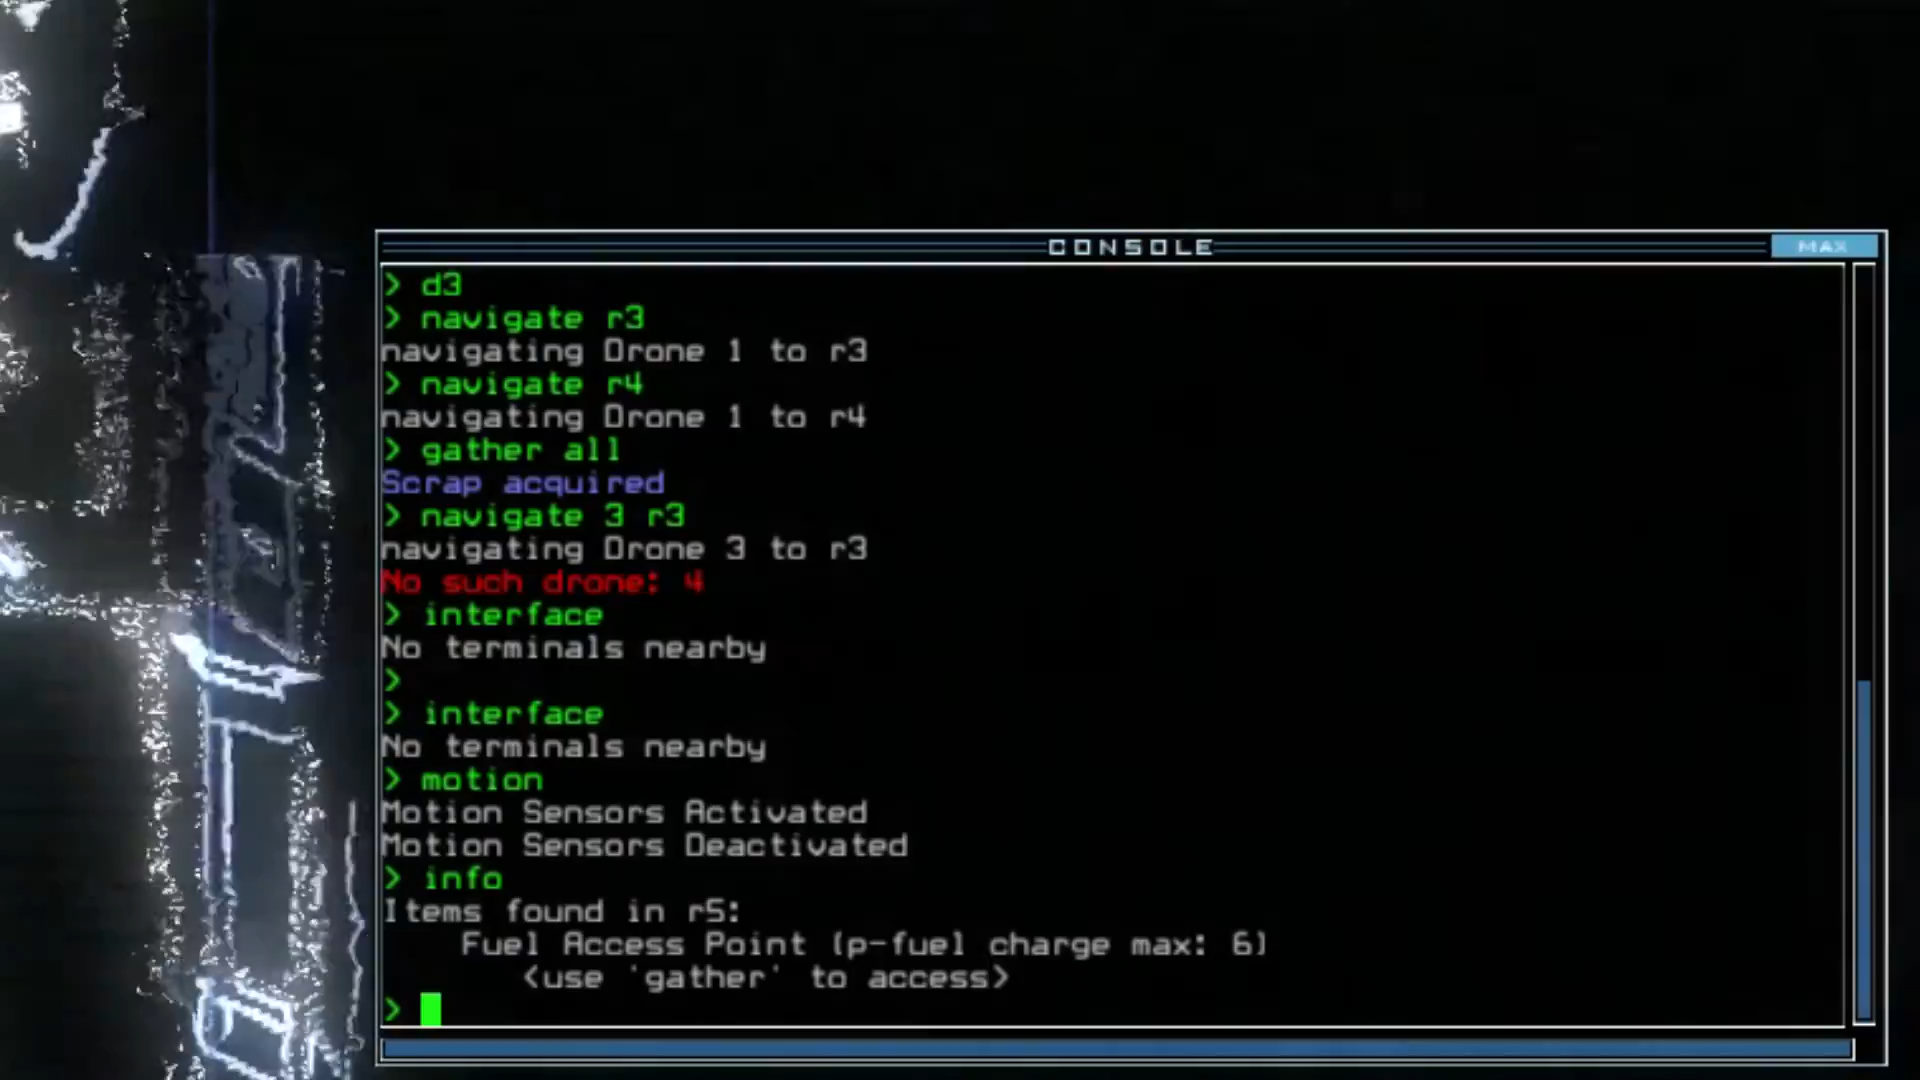 CONSOLE
MAX
> d3
> navigate r3
navigating Drone 1 to r3
> navigate r4
navigating Drone 1 to r4
> gather all
Scrap acquired
> navigate 3 r3
navigating Drone 3 to r3
No such drone: 4
> interface
No terminals nearby
>
> interface
No terminals nearby
> motion
Motion Sensors Activated
Motion Sensors Deactivated
> info
Items found in r5:
Fuel Access Point (p-fuel charge max: 6)
<use 'gather' to access>
>